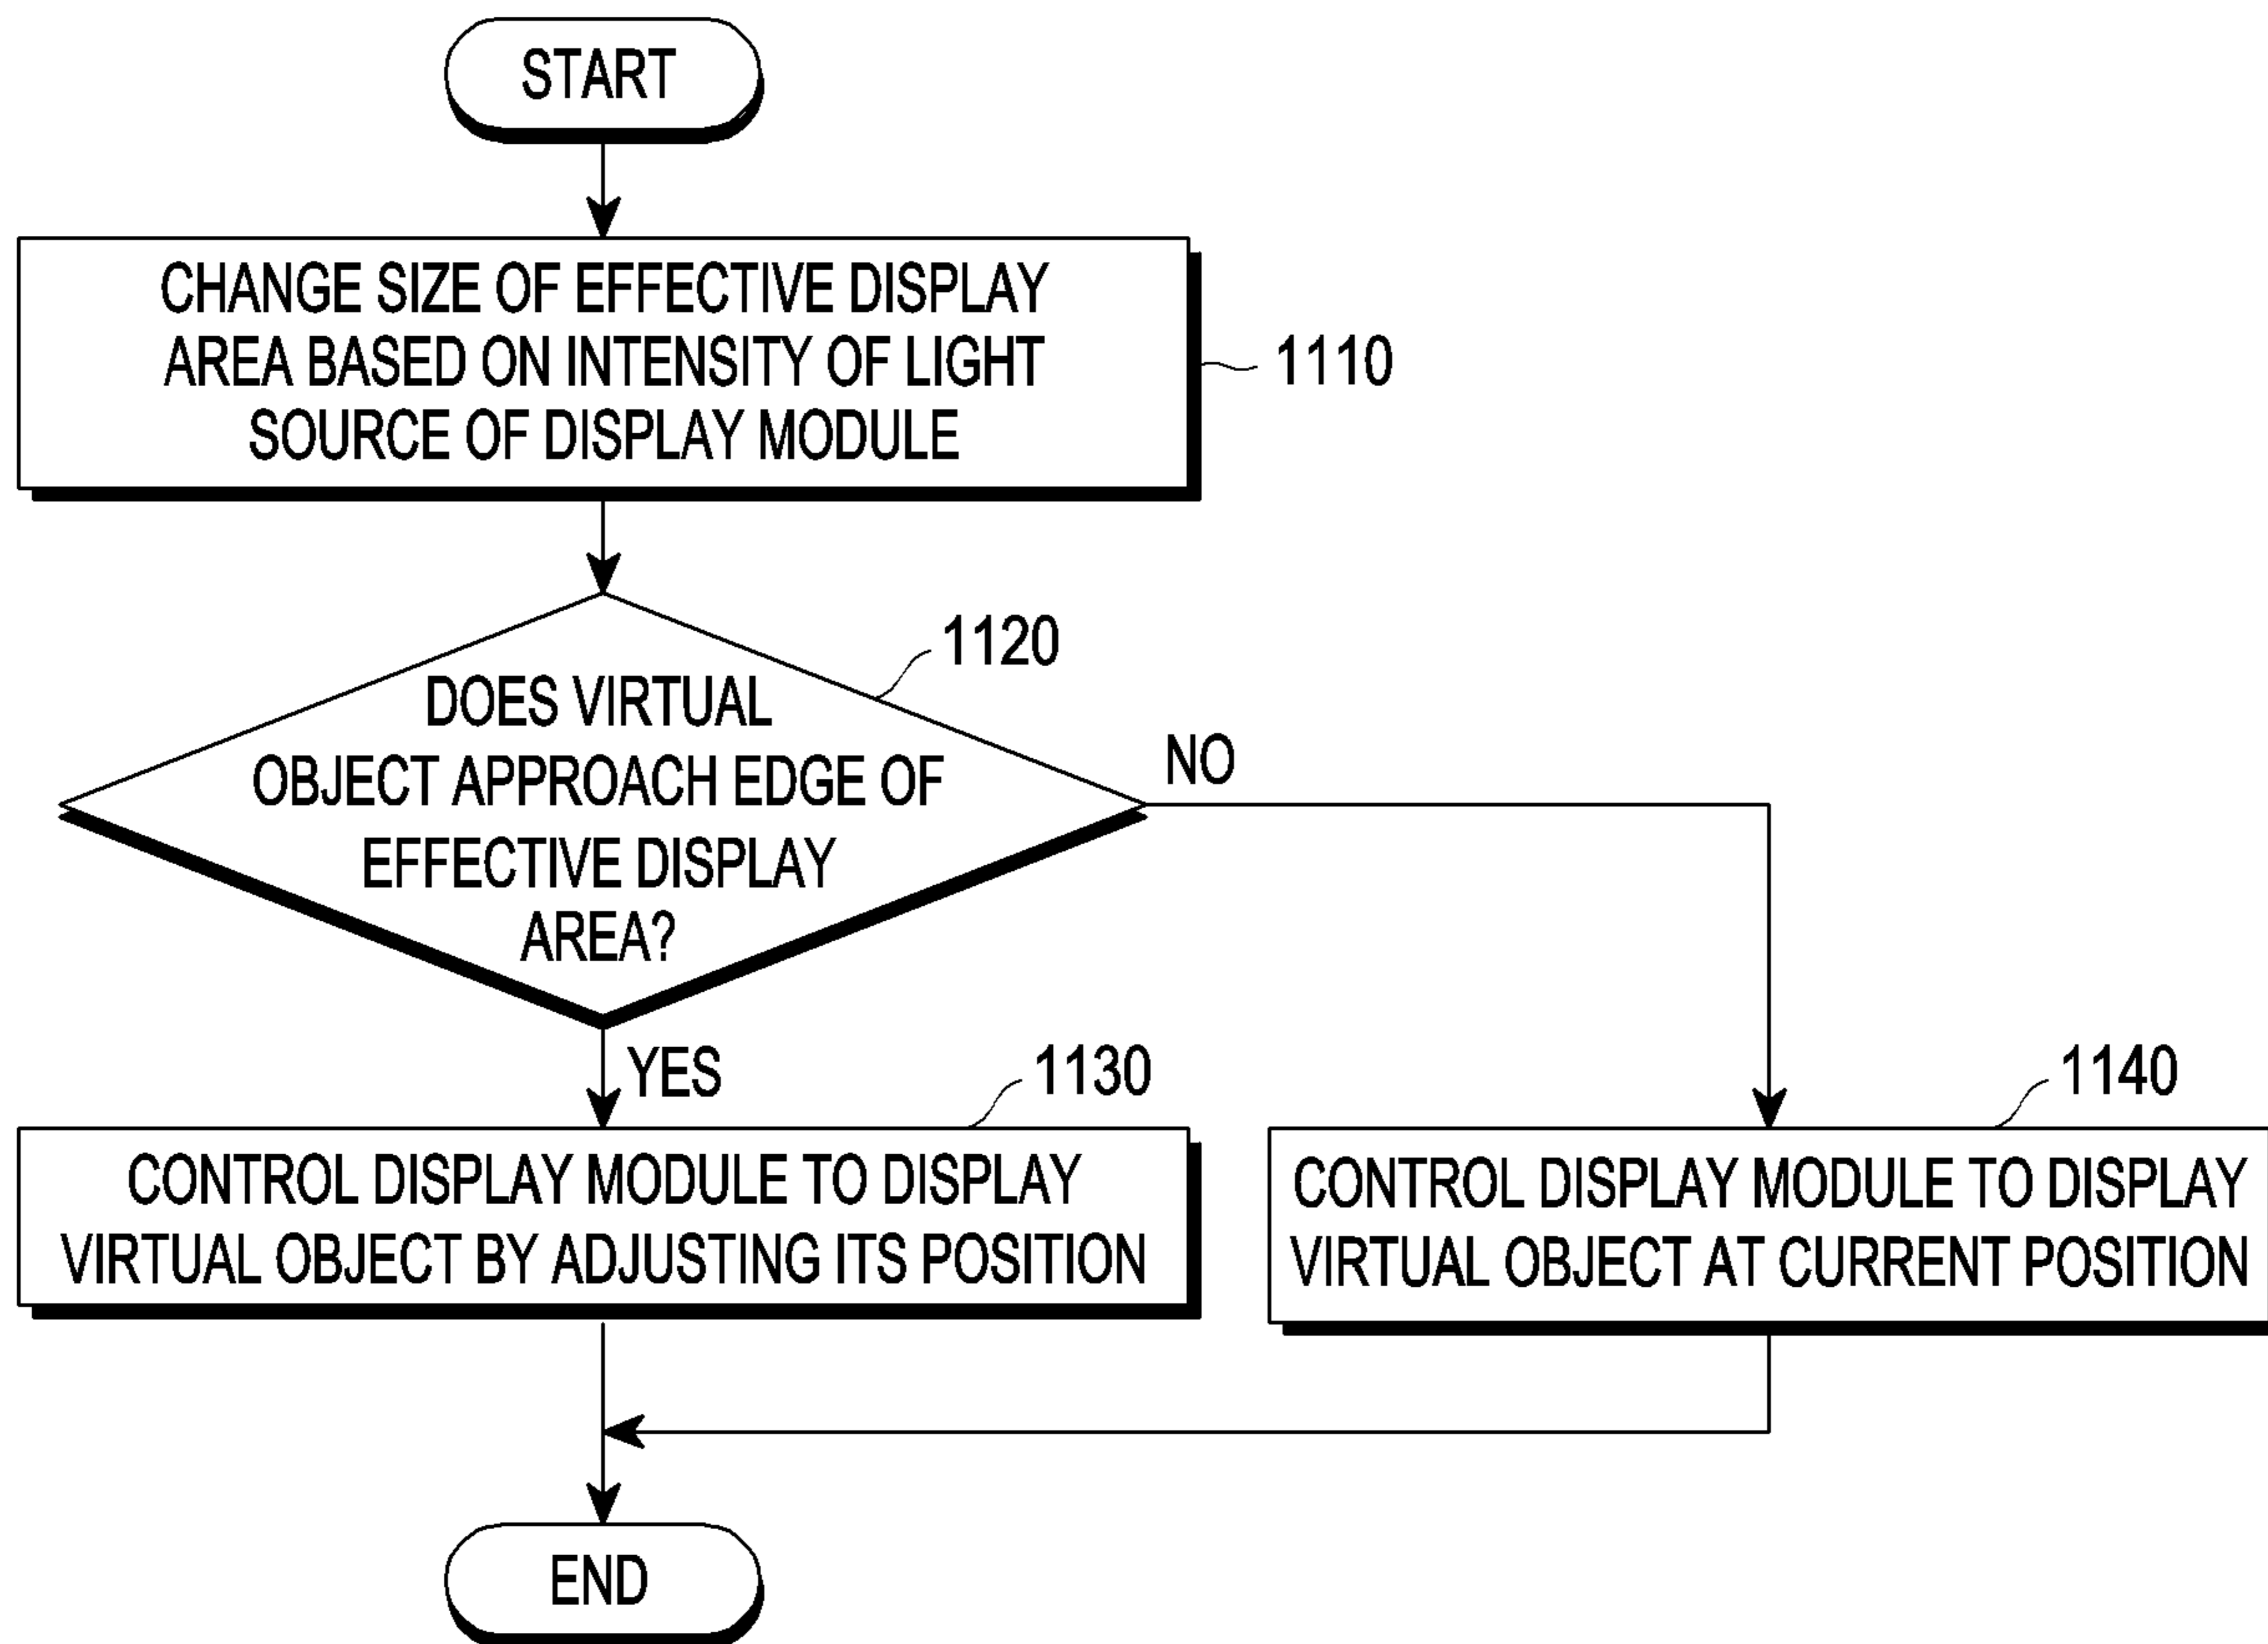 START
CHANGE SIZE OF EFFECTIVE DISPLAY
AREA BASED ON INTENSITY OF LIGHT
SOURCE OF DISPLAY MODULE
1110
1120
DOES VIRTUAL
OBJECT APPROACH EDGE OF
EFFECTIVE DISPLAY
AREA?
NO
YES
1130
CONTROL DISPLAY MODULE TO DISPLAY
VIRTUAL OBJECT BY ADJUSTING ITS POSITION
1140
CONTROL DISPLAY MODULE TO DISPLAY
VIRTUAL OBJECT AT CURRENT POSITION
END